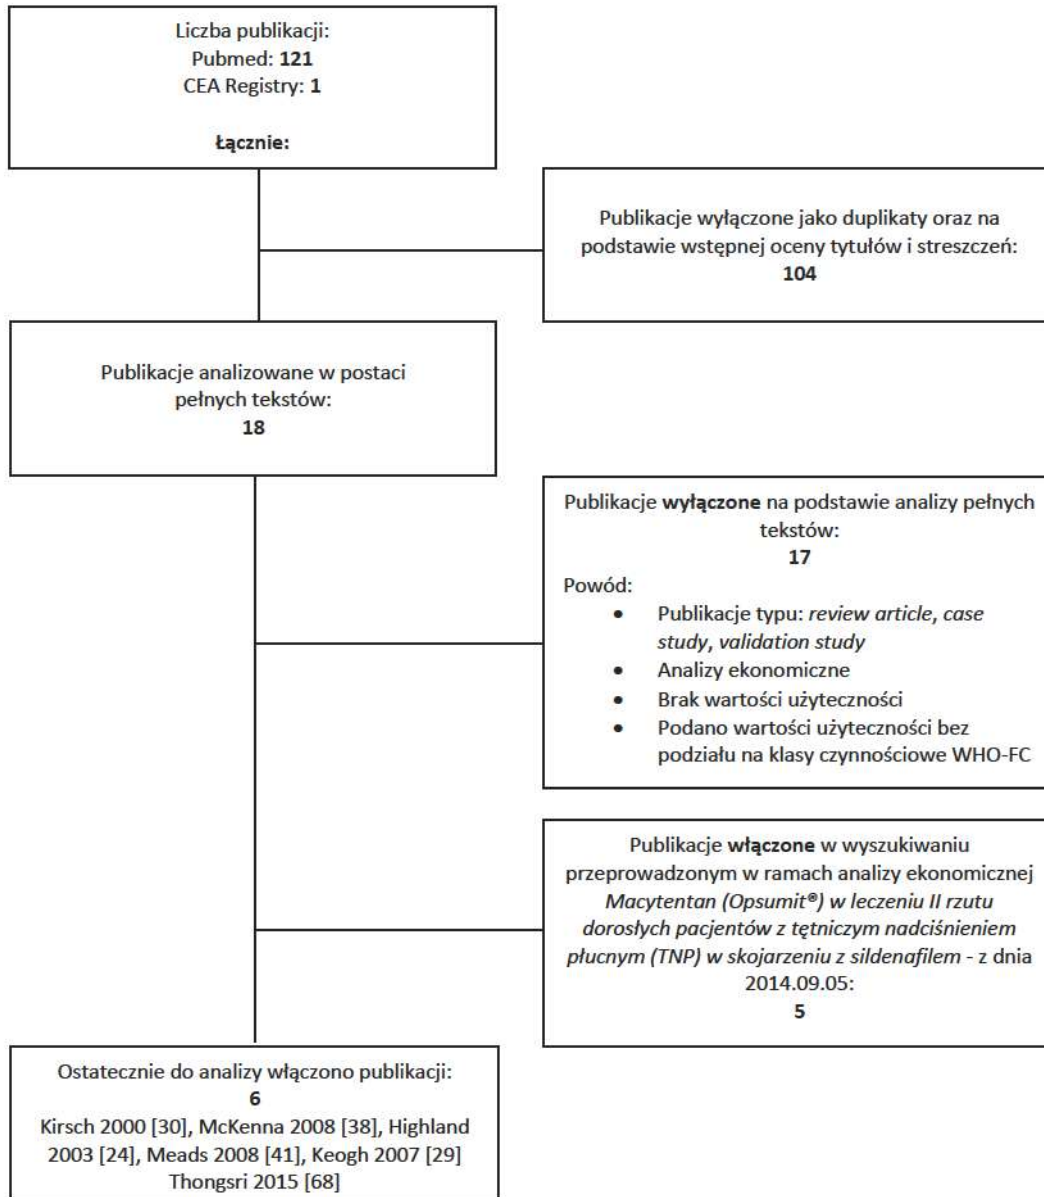 Liczba publikacji:
Pubmed: 121
CEA Registry: 1
Łącznie:
Publikacje wyłączone jako duplikaty oraz na
podstawie wstępnej oceny tytułów i streszczeń:
104
Publikacje analizowane w postaci
pełnych tekstów:
18
Publikacje wyłączone na podstawie analizy pełnych
tekstów:
17
Powód:
• Publikacje typu: review article, case
study, validation study
• Analizy ekonomiczne
• Brak wartości użyteczności
• Podano wartości użyteczności bez
podziału na klasy czynnościowe WHO-FC
Publikacje włączone w wyszukiwaniu
przeprowadzonym w ramach analizy ekonomicznej
Macytentan (Opsumit®) w leczeniu II rzutu
dorosłych pacjentów z tętniczym nadciśnieniem
płucnym (TNP) w skojarzeniu z sildenafilem - z dnia
2014.09.05:
5
Ostatecznie do analizy włączono publikacji:
6
Kirsch 2000 [30], McKenna 2008 [38], Highland
2003 [24], Meads 2008 [41], Keogh 2007 [29]
Thongsri 2015 [68]